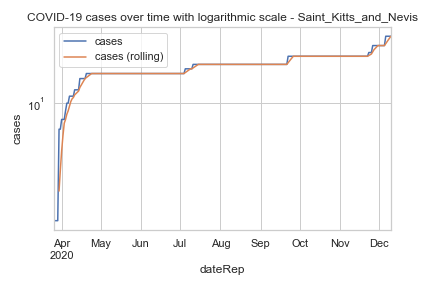 COVID-19 cases over time with logarithmic scale - Saint_Kitts_and_Nevis
cases
cases (rolling)
10^1
cases
Apr May Jun Jul Aug Sep Oct Nov Dec
2020
dateRep